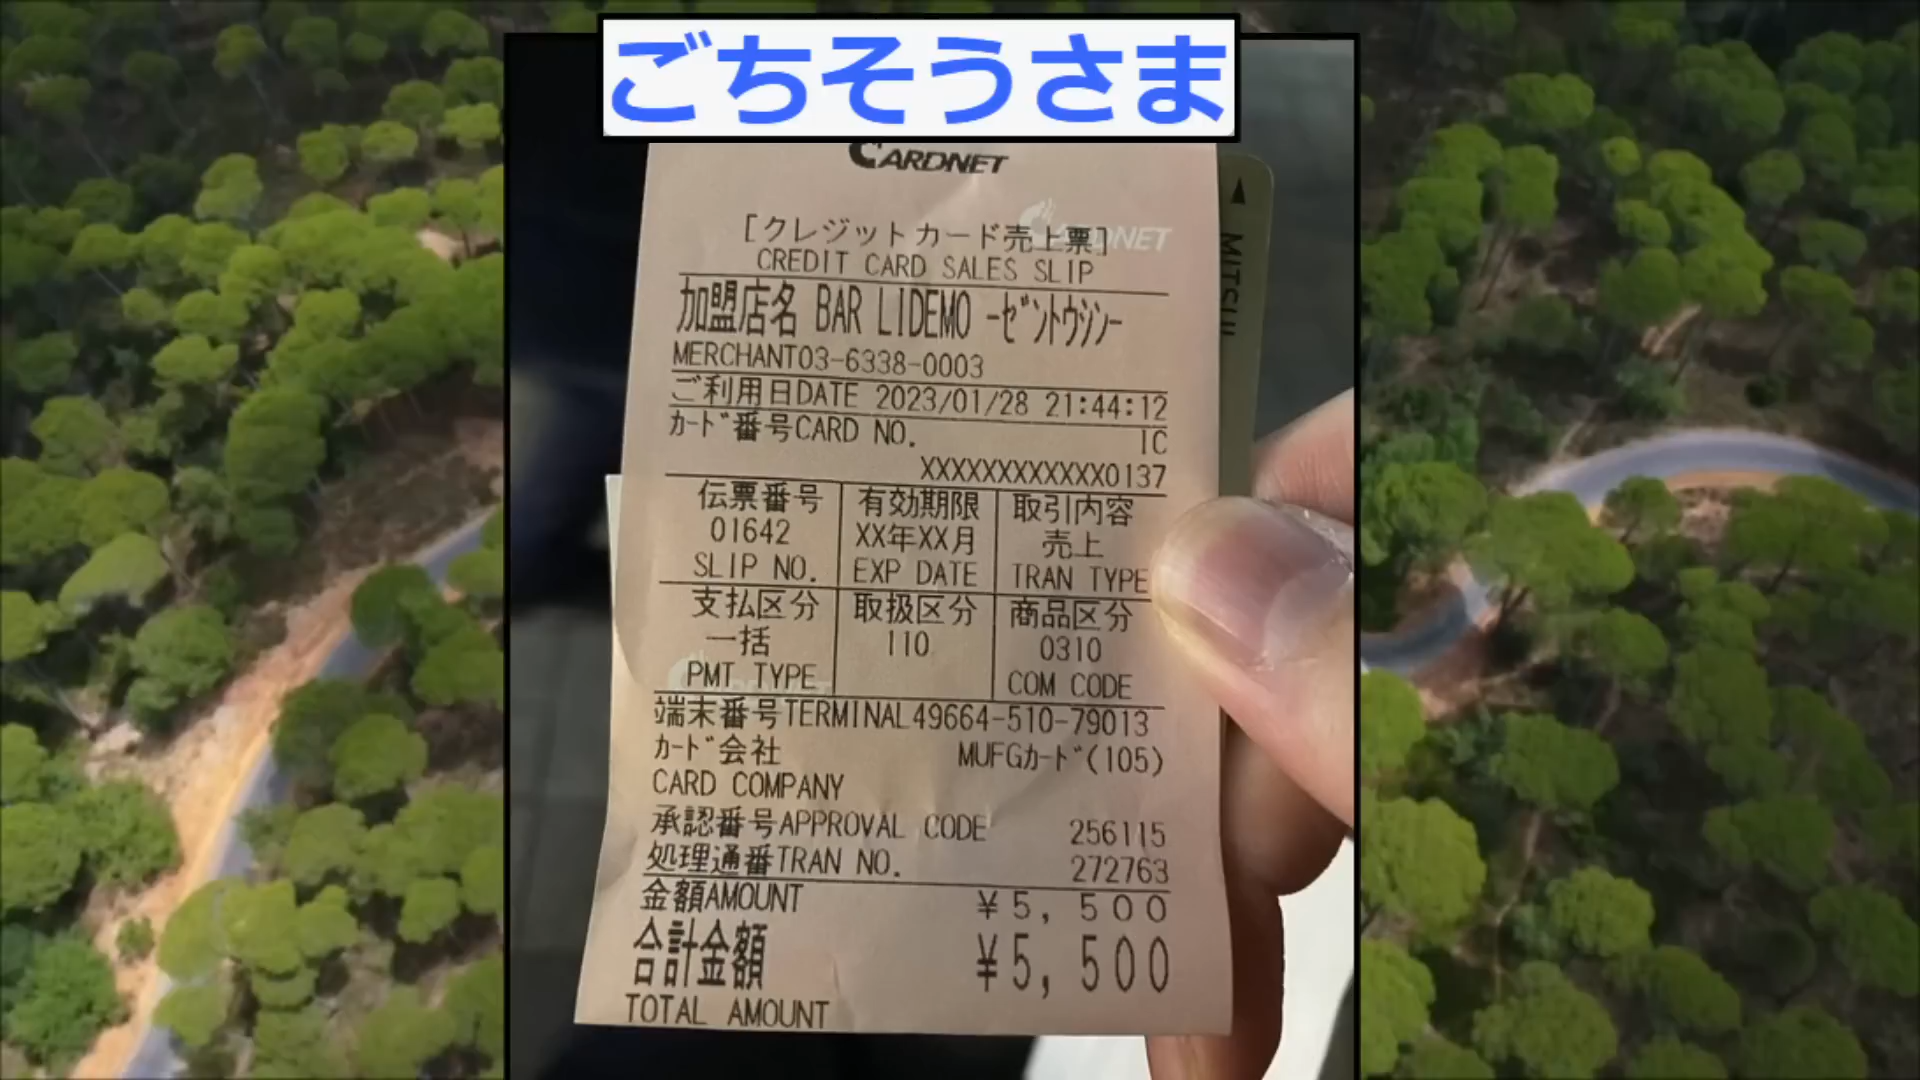 ごちそうさま
CARDNET
CARDNET
[クレジットカード売上票]
CREDIT CARD SALES SLIP
加盟店名 BAR LIDEMO -ｾﾞﾝﾄｳｼﾝ-
MERCHANT03-6338-0003
ご利用日DATE 2023/01/28 21:44:12
ｶｰﾄﾞ番号CARD NO. IC
XXXXXXXXXXXX0137
伝票番号 有効期限 取引内容
01642 XX年XX月 売上
SLIP NO. EXP DATE TRAN TYPE
支払区分 取扱区分 商品区分
一括 110 0310
PMT TYPE COM CODE
CARDNET
端末番号TERMINAL49664-510-79013
ｶｰﾄﾞ会社 MUFGｶｰﾄﾞ(105)
CARD COMPANY
承認番号APPROVAL CODE 256115
処理通番TRAN NO. 272763
金額AMOUNT ¥5,500
合計金額 ¥5,500
TOTAL AMOUNT
MITSU